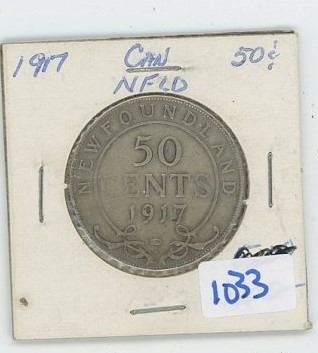 1917 CAN 50¢
NFLD
NEWFOUNDLAND
50
CENTS
1917
1033